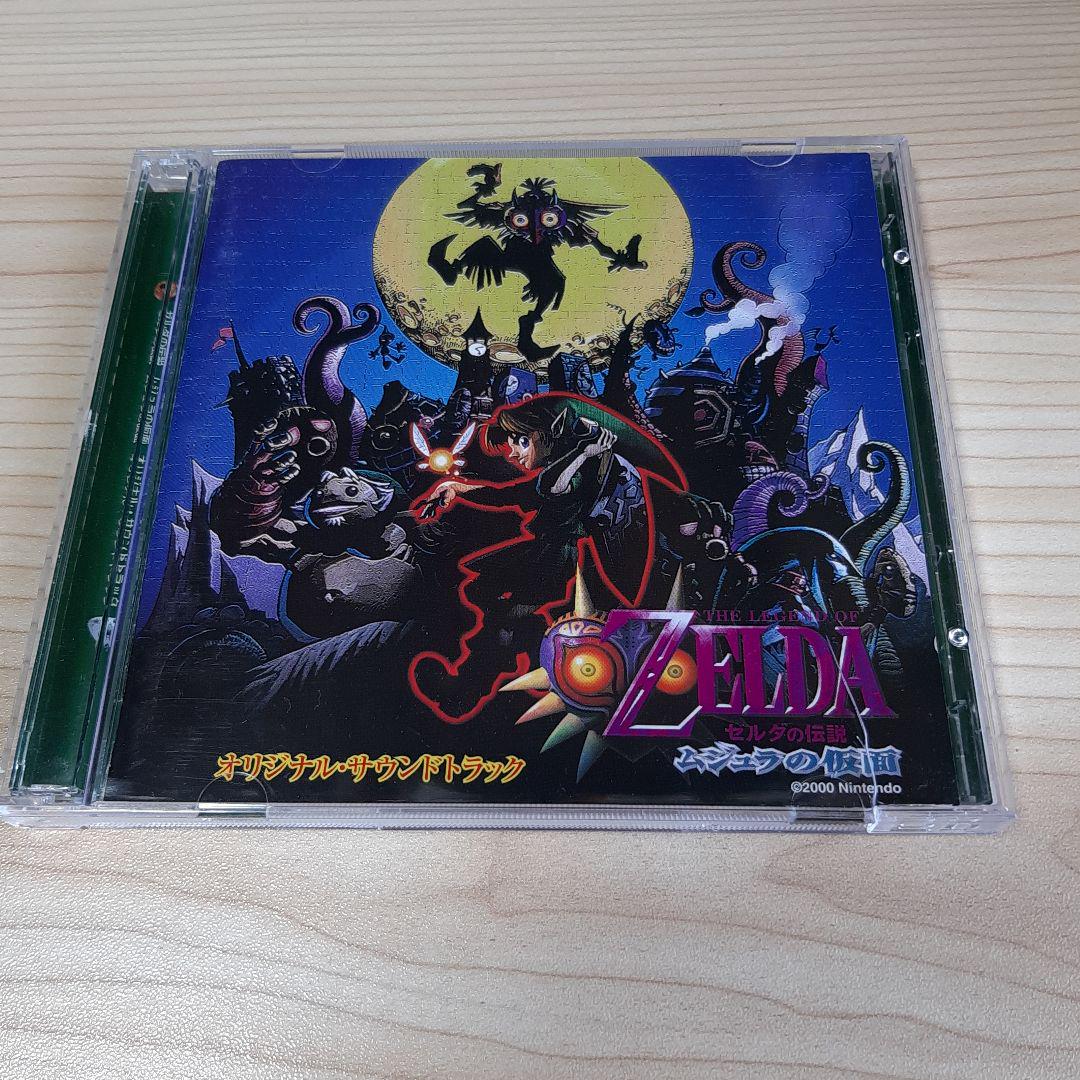 THE LEGEND OF
ZELDA
ゼルダの伝説
ムジュラの仮面
オリジナル・サウンドトラック
©2000 Nintendo